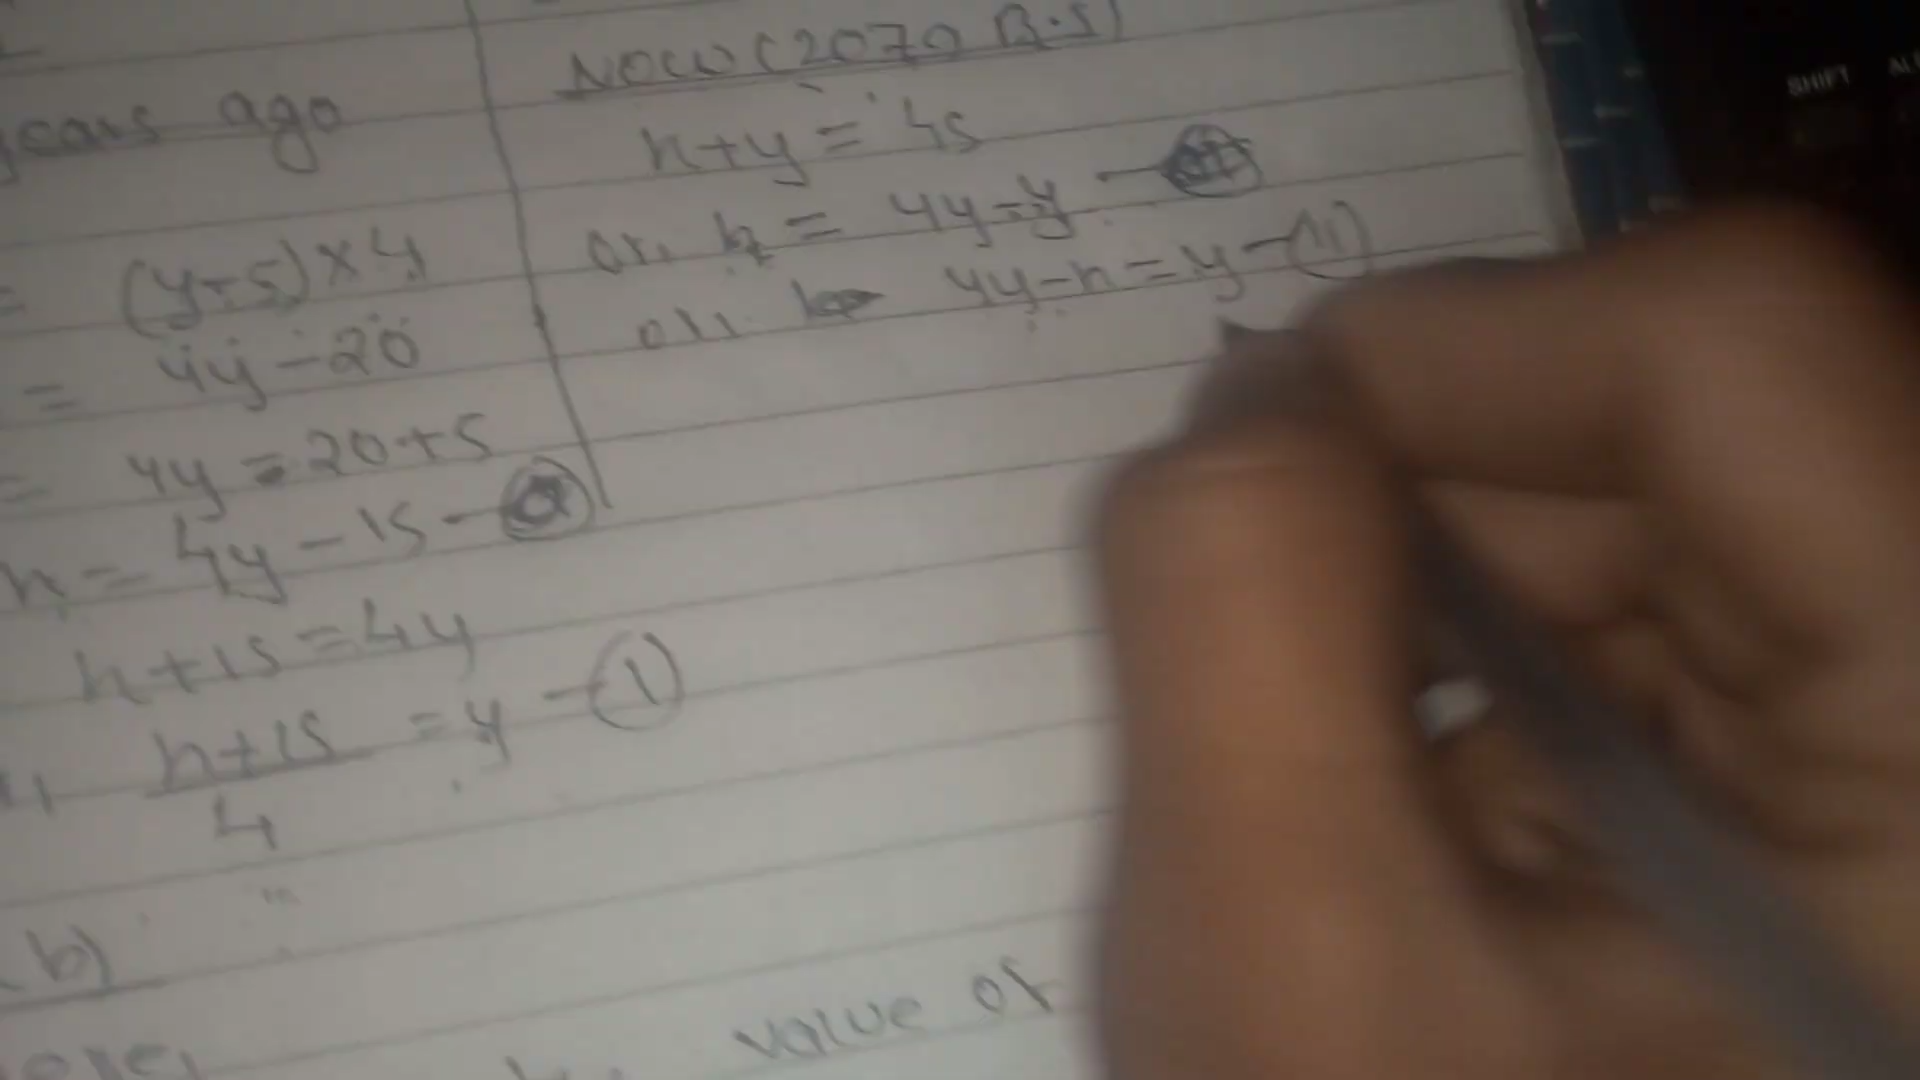 years ago
= (y-5)×4
= 4y-20
= 4y-20+5
n = 4y-15
n+15=4y
n+15 = y - (1)
4
b)
value of
NOW (2070 B.S)
n+y = 45
or, n = 4y-y
or, 4y-n=y - (11)
SHIFT